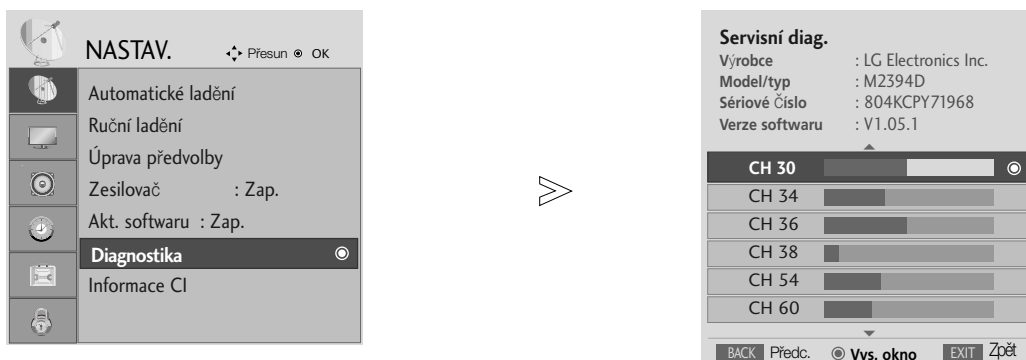 NASTAV. Přesun OK
Automatické ladění
Ruční ladění
Úprava předvolby
Zesilovač : Zap.
Akt. softwaru : Zap.
Diagnostika
Informace CI
Servisní diag.
Výrobce : LG Electronics Inc.
Model/typ : M2394D
Sériové Číslo : 804KCPY71968
Verze softwaru : V1.05.1
CH 30
CH 34
CH 36
CH 38
CH 54
CH 60
BACK Předc. Vys. okno EXIT Zpět